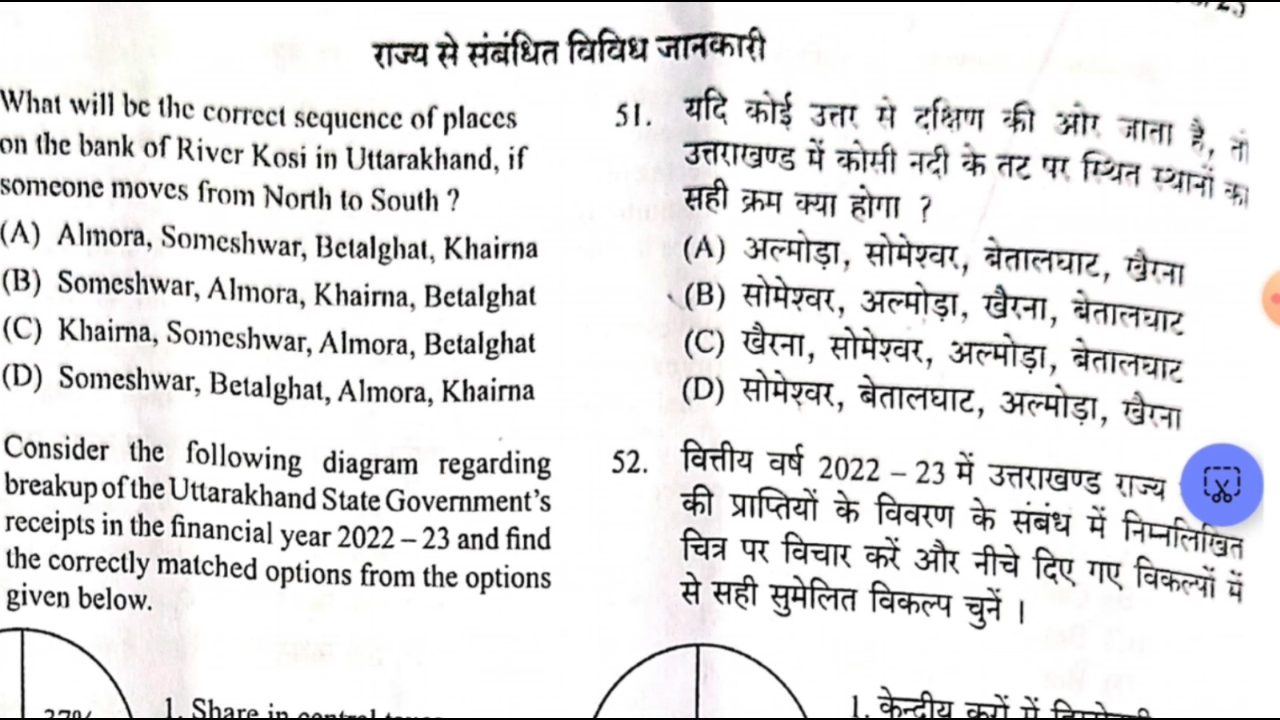 राज्य से संबंधित विविध जानकारी
What will be the correct sequence of places
on the bank of River Kosi in Uttarakhand, if
someone moves from North to South ?
(A) Almora, Someshwar, Betalghat, Khairna
(B) Someshwar, Almora, Khairna, Betalghat
(C) Khairna, Someshwar, Almora, Betalghat
(D) Someshwar, Betalghat, Almora, Khairna
Consider the following diagram regarding
breakup of the Uttarakhand State Government's
receipts in the financial year 2022 – 23 and find
the correctly matched options from the options
given below.
1. Share in central
51. यदि कोई उत्तर से दक्षिण की ओर जाता है, तो
उत्तराखण्ड में कोसी नदी के तट पर स्थित स्थानों का
सही क्रम क्या होगा ?
(A) अल्मोड़ा, सोमेश्वर, बेतालघाट, खैरना
(B) सोमेश्वर, अल्मोड़ा, खैरना, बेतालघाट
(C) खैरना, सोमेश्वर, अल्मोड़ा, बेतालघाट
(D) सोमेश्वर, बेतालघाट, अल्मोड़ा, खैरना
52. वित्तीय वर्ष 2022 – 23 में उत्तराखण्ड राज्य
की प्राप्तियों के विवरण के संबंध में निम्नलिखित
चित्र पर विचार करें और नीचे दिए गए विकल्पों में
से सही सुमेलित विकल्प चुनें ।
1. केन्द्रीय करों में